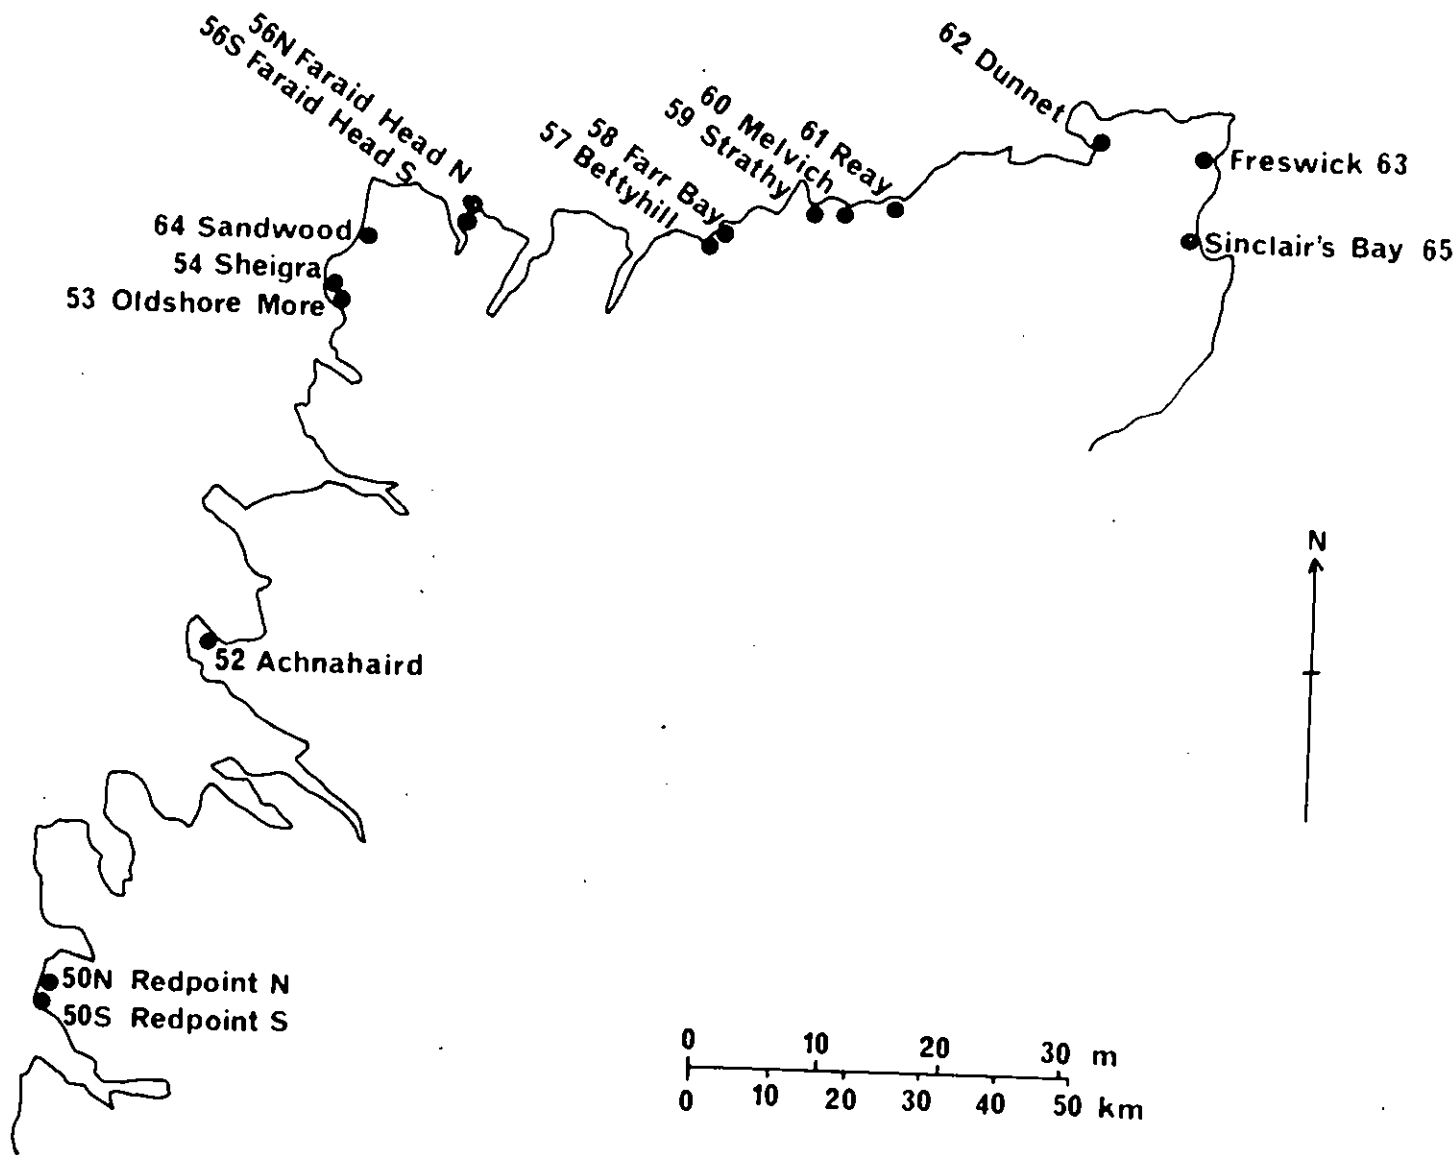 56N Faraid Head N
56S Faraid Head S
62 Dunnet
60 Melvich
59 Strathy
61 Reay
58 Farr Bay
57 Bettyhill
Freswick 63
64 Sandwood
Sinclair's Bay 65
54 Sheigra
53 Oldshore More
N
52 Achnahaird
50N Redpoint N
50S Redpoint S
0 10 20 30 m
0 10 20 30 40 50 km